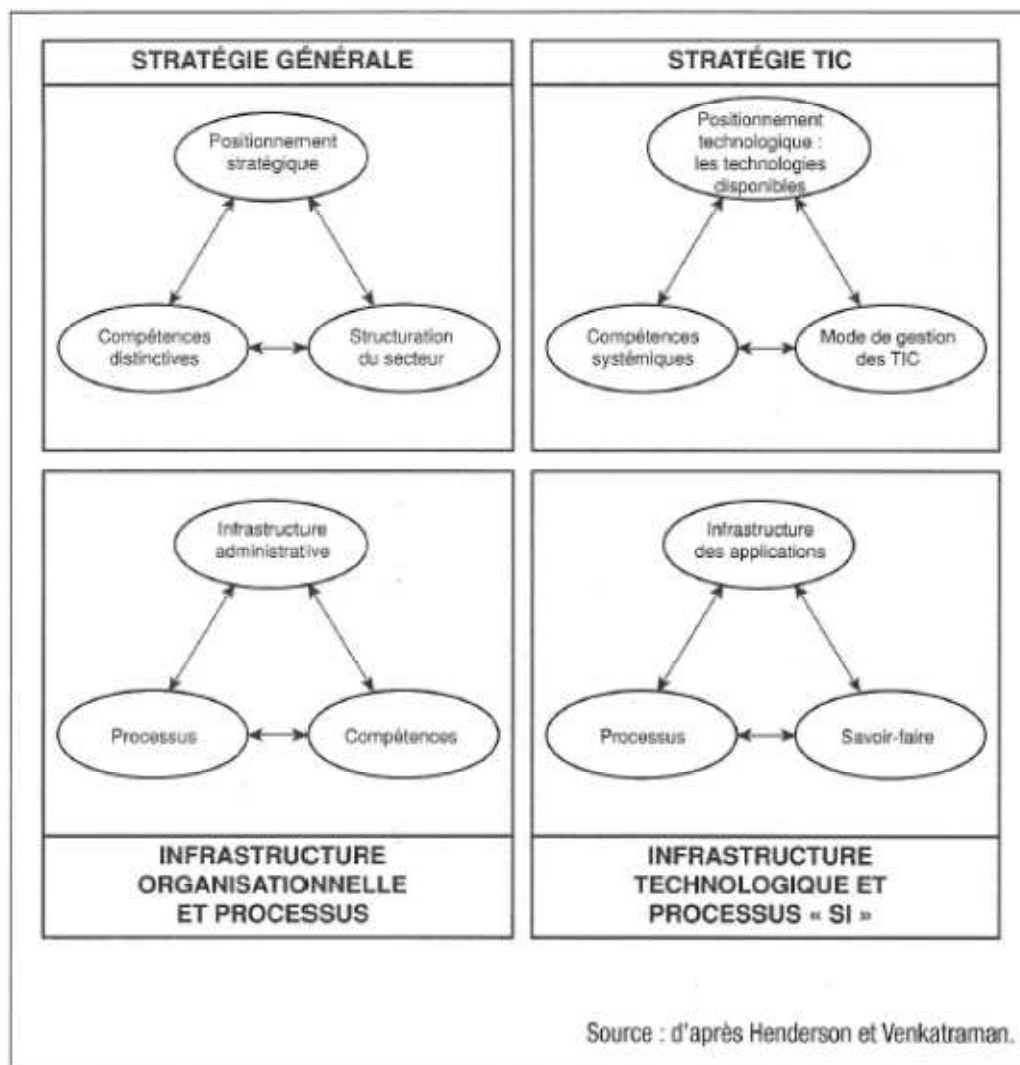 STRATÉGIE GÉNÉRALE
Positionnement
stratégique
Compétences
distinctives
Structuration
du secteur
STRATÉGIE TIC
Positionnement
technologique :
les technologies
disponibles
Compétences
systémiques
Mode de gestion
des TIC
Infrastructure
administrative
Processus
Compétences
INFRASTRUCTURE
ORGANISATIONNELLE
ET PROCESSUS
Infrastructure
des applications
Processus
Savoir-faire
INFRASTRUCTURE
TECHNOLOGIQUE ET
PROCESSUS « SI »
Source : d'après Henderson et Venkatraman.